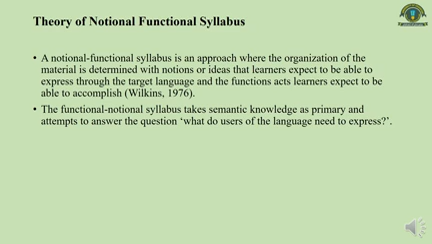 Theory of Notional Functional Syllabus
• A notional-functional syllabus is an approach where the organization of the
material is determined with notions or ideas that learners expect to be able to
express through the target language and the functions acts learners expect to be
able to accomplish (Wilkins, 1976).
• The functional-notional syllabus takes semantic knowledge as primary and
attempts to answer the question ‘what do users of the language need to express?’.